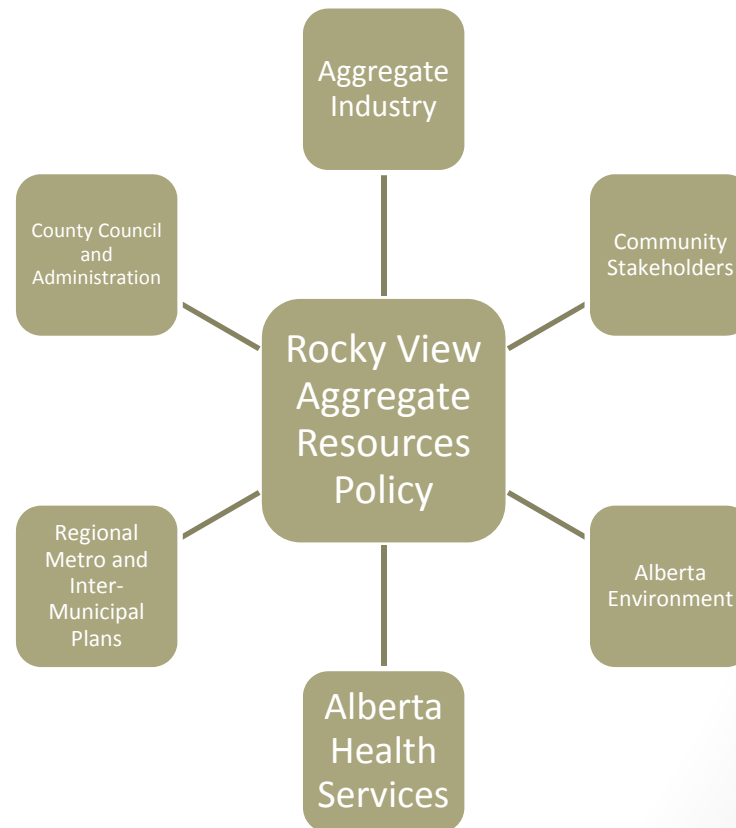 Aggregate
Industry
County Council
and
Administration
Community
Stakeholders
Rocky View
Aggregate
Resources
Policy
Regional
Metro and
Inter-
Municipal
Plans
Alberta
Environment
Alberta
Health
Services